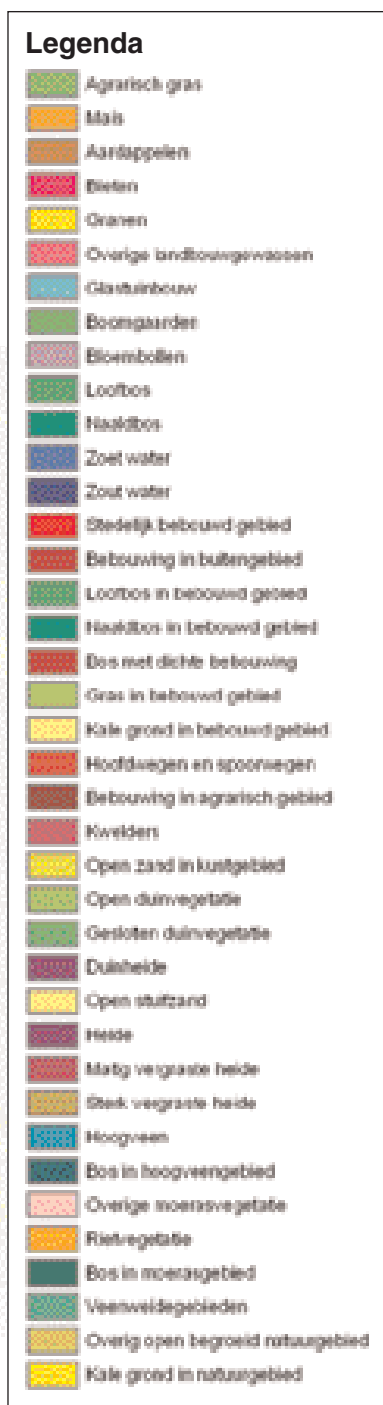 Legenda
Agrarisch gras
Mais
Aardappelen
Bieten
Granen
Overige landbouwgewassen
Glastuinbouw
Boomgaarden
Bloembollen
Loofbos
Naaldbos
Zoet water
Zout water
Stedelijk bebouwd gebied
Bebouwing in buitengebied
Loofbos in bebouwd gebied
Naaldbos in bebouwd gebied
Bos met dichte bebouwing
Gras in bebouwd gebied
Kale grond in bebouwd gebied
Hoofdwegen en spoorwegen
Bebouwing in agrarisch gebied
Kwelders
Open zand in kustgebied
Open duinvegetatie
Gesloten duinvegetatie
Duinheide
Open stuifzand
Heide
Matig vergraste heide
Sterk vergraste heide
Hoogveen
Bos in hoogveengebied
Overige moerasvegetatie
Rietvegetatie
Bos in moerasgebied
Veenweidegebieden
Overig open begroeid natuurgebied
Kale grond in natuurgebied